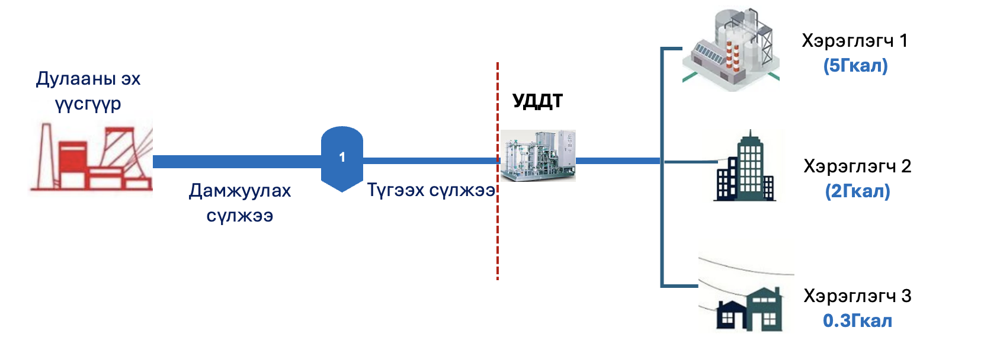 Дулааны эх
үүсгүүр
1
Дамжуулах
сүлжээ
Түгээх сүлжээ
УДДТ
Хэрэглэгч 1
(5Гкал)
Хэрэглэгч 2
(2Гкал)
Хэрэглэгч 3
0.3Гкал